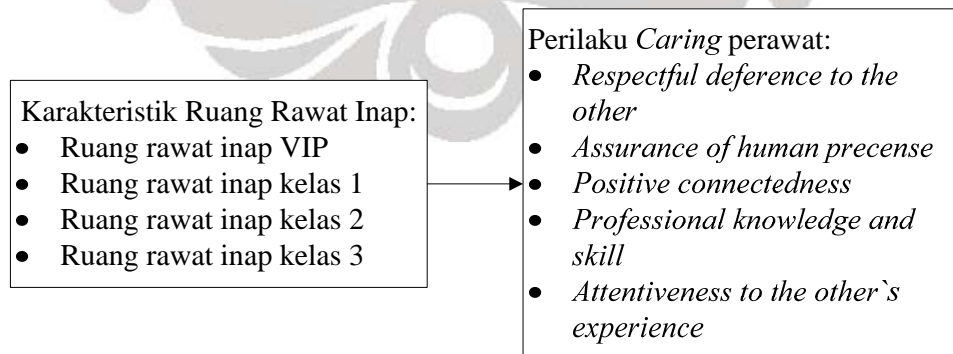 Karakteristik Ruang Rawat Inap:
● Ruang rawat inap VIP
● Ruang rawat inap kelas 1
● Ruang rawat inap kelas 2
● Ruang rawat inap kelas 3
Perilaku Caring perawat:
● Respectful deference to the
other
● Assurance of human precense
● Positive connectedness
● Professional knowledge and
skill
● Attentiveness to the other`s
experience